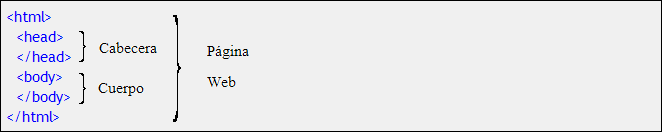 <html>
<head>
</head>
Cabecera
<body>
</body>
Cuerpo
</html>
Página
Web